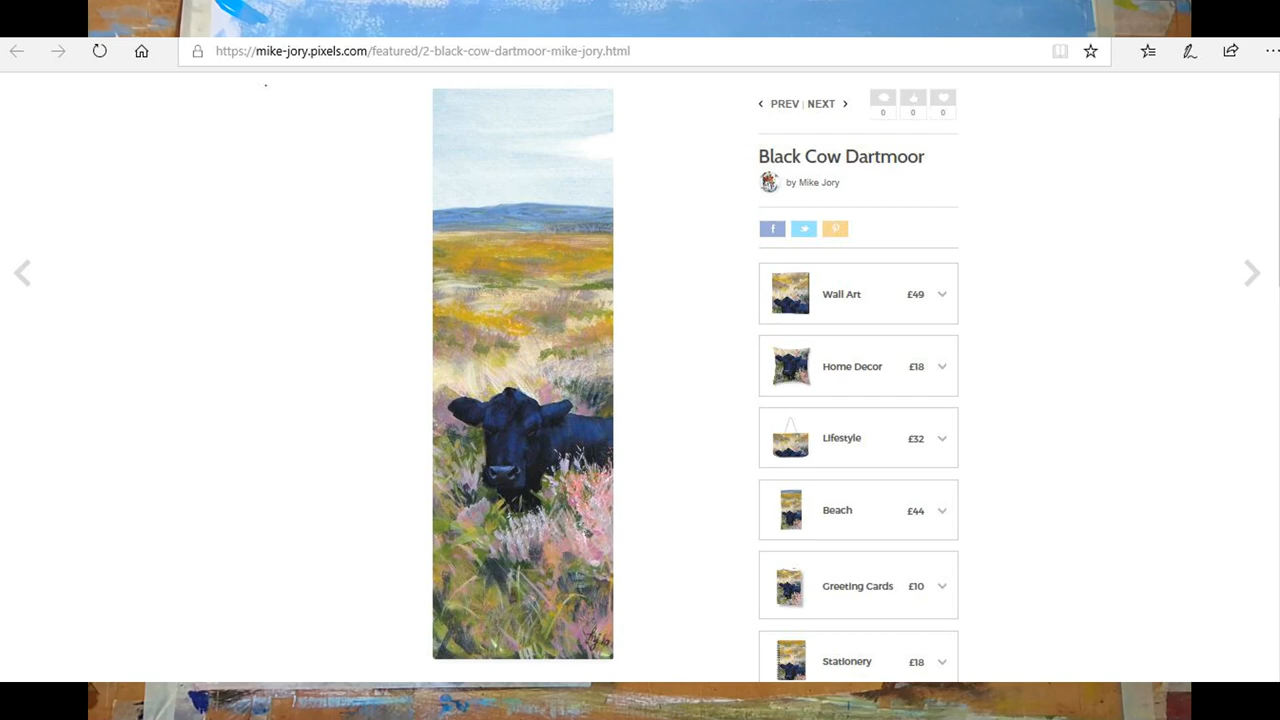 https://mike-jory.pixels.com/featured/2-black-cow-dartmoor-mike-jory.html
PREV | NEXT
0 0 0
Black Cow Dartmoor
by Mike Jory
f
Wall Art £49
Home Decor £18
Lifestyle £32
Beach £44
Greeting Cards £10
Stationery £18